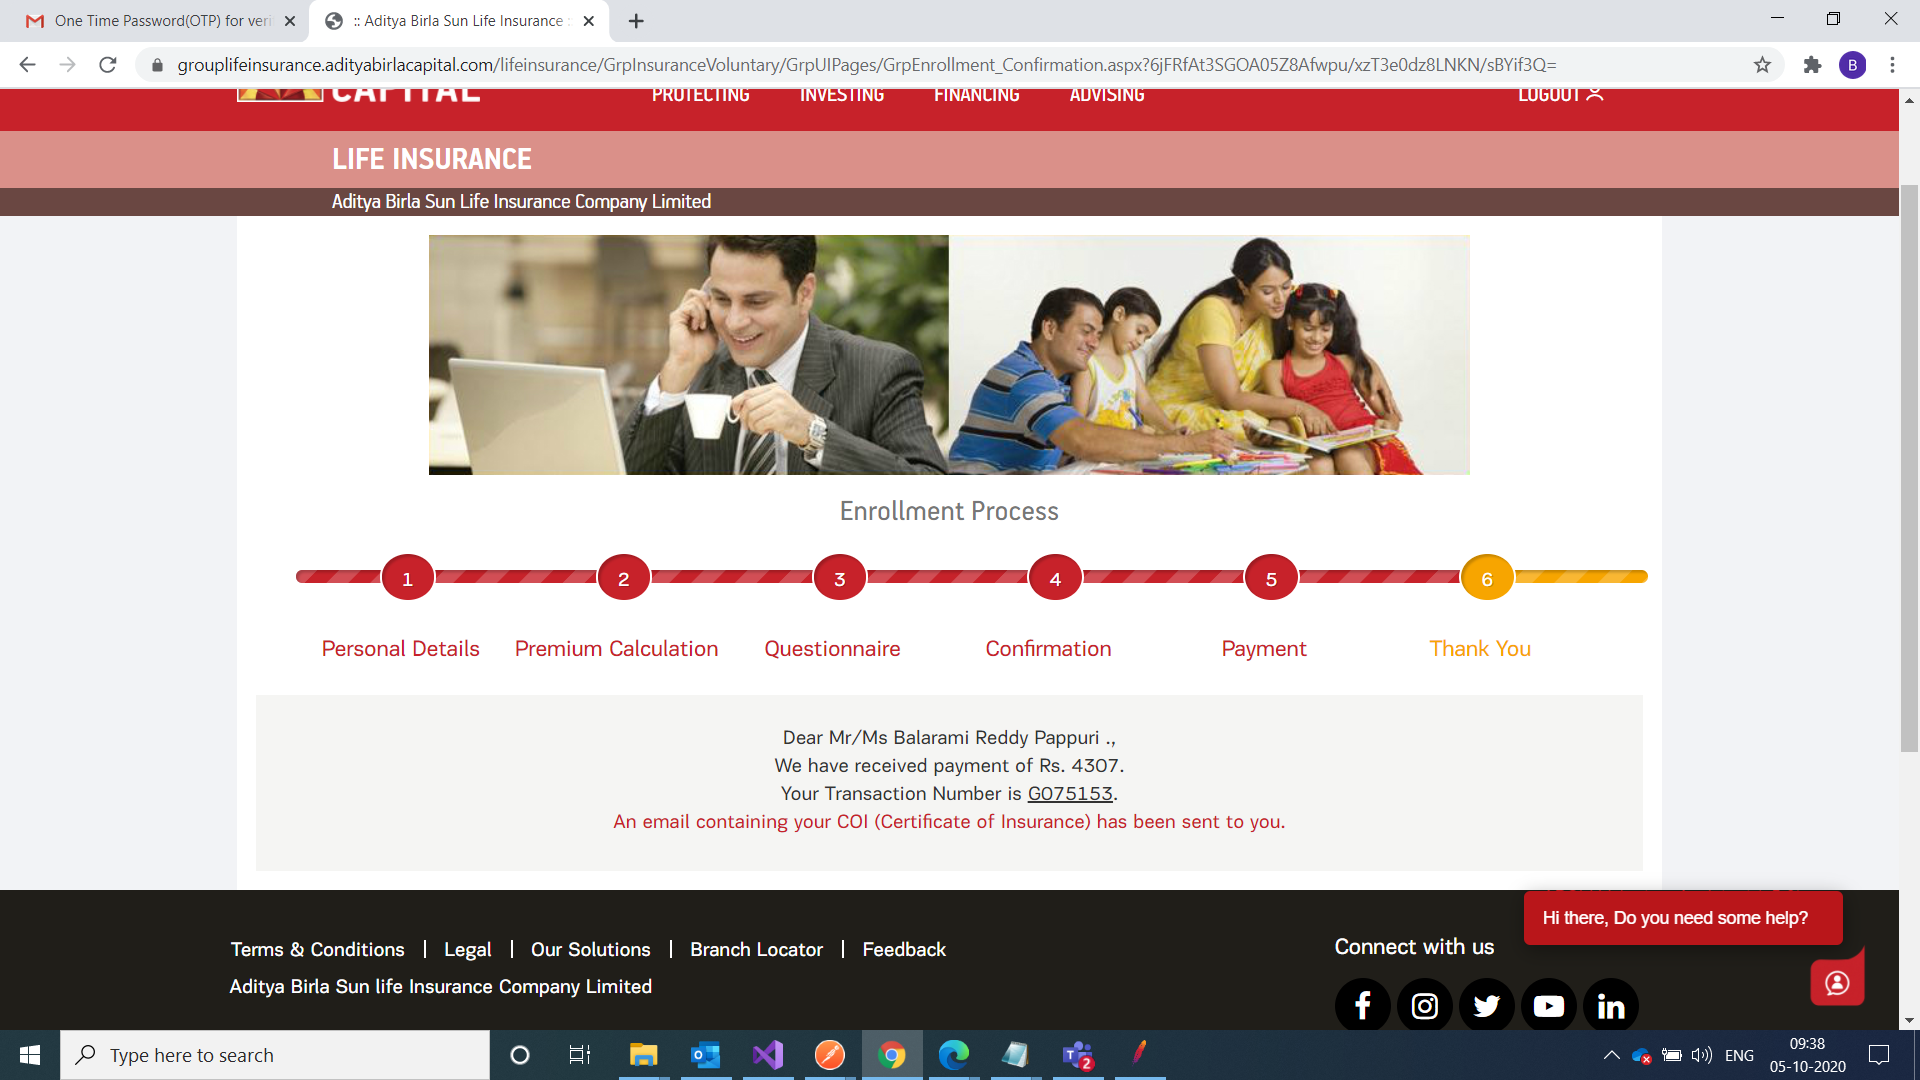 One Time Password(OTP) for veri
:: Aditya Birla Sun Life Insurance :
grouplifeinsurance.adityabirlacapital.com/lifeinsurance/GrpInsuranceVoluntary/GrpUIPages/GrpEnrollment_Confirmation.aspx?6jFRfAt3SGOA05Z8Afwpu/xzT3e0dz8LNKN/sBYif3Q=
B
CAPITAL
PROTECTING INVESTING FINANCING ADVISING
LOGOUT
LIFE INSURANCE
Aditya Birla Sun Life Insurance Company Limited
Enrollment Process
1 2 3 4 5 6
Personal Details Premium Calculation Questionnaire Confirmation Payment Thank You
Dear Mr/Ms Balarami Reddy Pappuri .,
We have received payment of Rs. 4307.
Your Transaction Number is GO75153.
An email containing your COI (Certificate of Insurance) has been sent to you.
Hi there, Do you need some help?
Terms & Conditions | Legal | Our Solutions | Branch Locator | Feedback
Connect with us
Aditya Birla Sun life Insurance Company Limited
Type here to search
2
ENG
09:38
05-10-2020